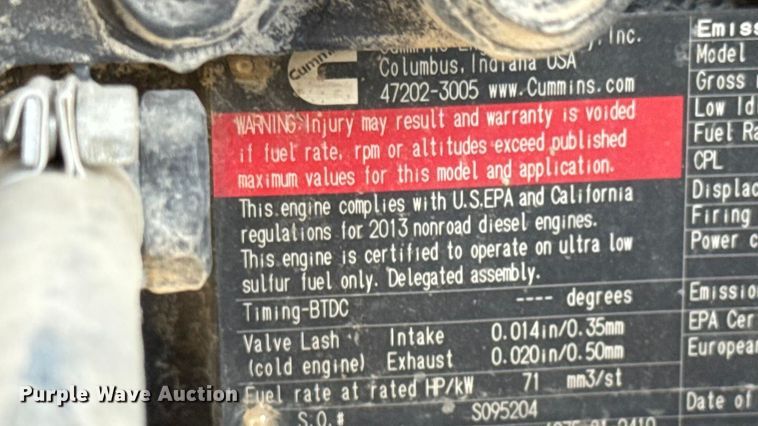 Cummins
Inc.
Columbus, Indiana USA
47202-3005 www.Cummins.com
WARNING: Injury may result and warranty is voided
if fuel rate, rpm or altitudes exceed published
maximum values for this model and application.
This engine complies with U.S.EPA and California
regulations for 2013 nonroad diesel engines.
This engine is certified to operate on ultra low
sulfur fuel only. Delegated assembly.
Timing-BTDC ---- degrees
Valve Lash Intake 0.014in/0.35mm
(cold engine) Exhaust 0.020in/0.50mm
Fuel rate at rated HP/kW 71 mm3/st
S.O.# S095204
Emiss
Model
Gross
Low Id
Fuel Ra
CPL
Displac
Firing
Power c
Emissio
EPA Cer
European
Date of
Purple Wave Auction